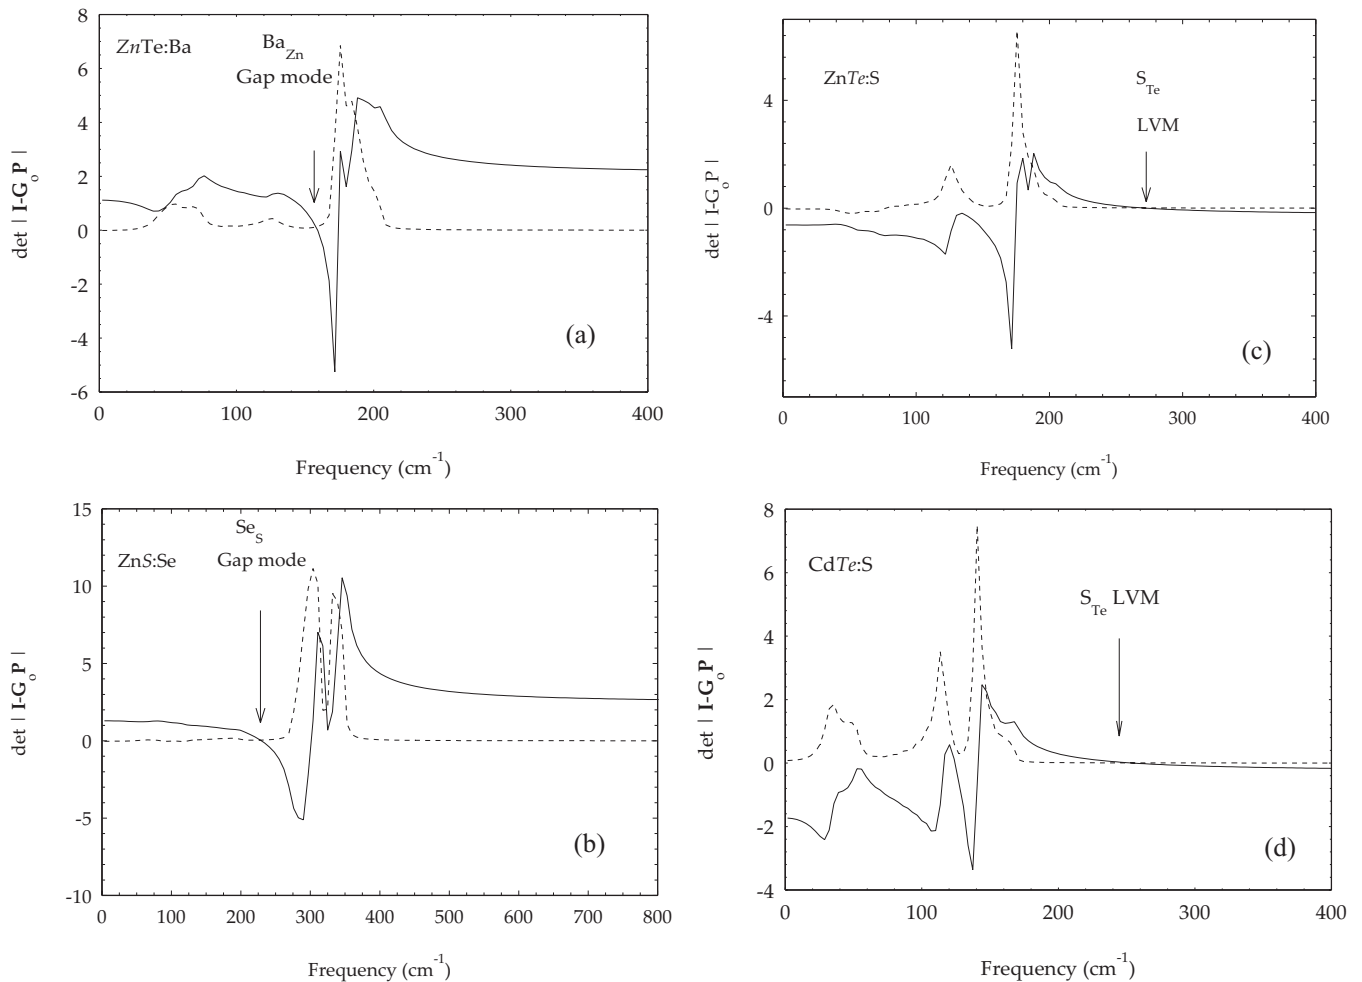 ZnTe:Ba
Ba_Zn
Gap mode
det | I-G_o P |
8
6
4
2
0
-2
-4
-6
0 100 200 300 400
Frequency (cm^-1)
(a)
ZnTe:S
S_Te
LVM
det | I-G_o P |
4
0
-4
0 100 200 300 400
Frequency (cm^-1)
(c)
ZnS:Se
Se_S
Gap mode
det | I-G_o P |
15
10
5
0
-5
-10
0 100 200 300 400 500 600 700 800
Frequency (cm^-1)
(b)
CdTe:S
S_Te LVM
det | I-G_o P |
8
6
4
2
0
-2
-4
0 100 200 300 400
Frequency (cm^-1)
(d)